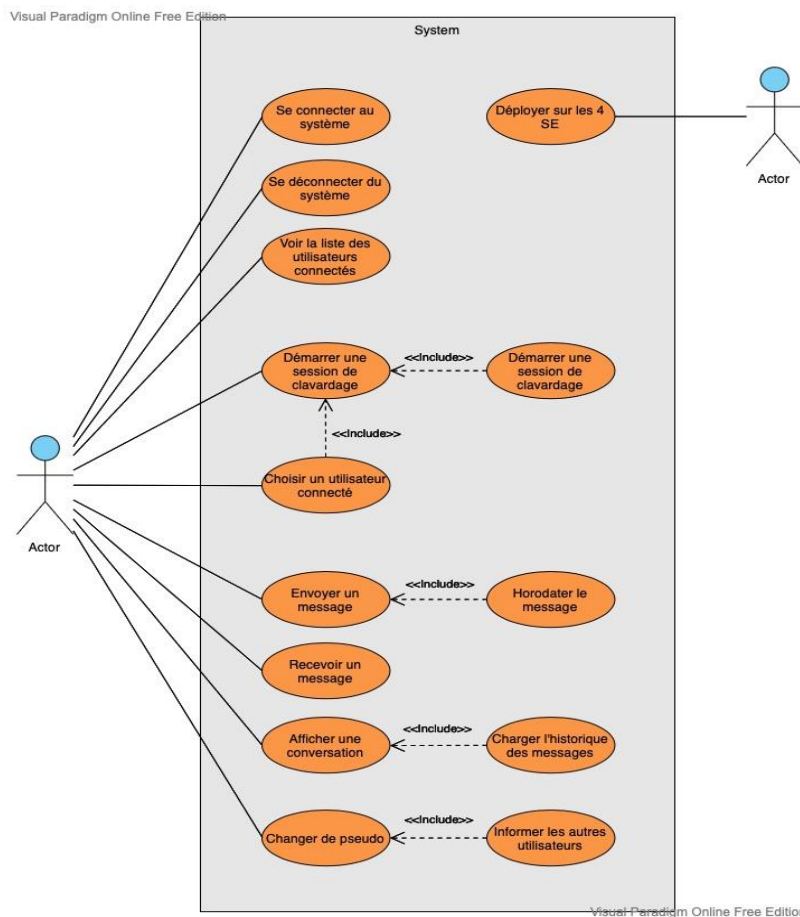 Visual Paradigm Online Free Edition
System
Se connecter au
système
Déployer sur les 4
SE
Actor
Se déconnecter du
système
Voir la liste des
utilisateurs
connectés
Démarrer une
session de
clavardage
<<Include>>
Démarrer une
session de
clavardage
<<Include>>
Choisir un utilisateur
connecté
Actor
Envoyer un
message
<<Include>>
Horodater le
message
Recevoir un
message
Afficher une
conversation
<<Include>>
Charger l'historique
des messages
Changer de pseudo
<<Include>>
Informer les autres
utilisateurs
Visual Paradigm Online Free Edition